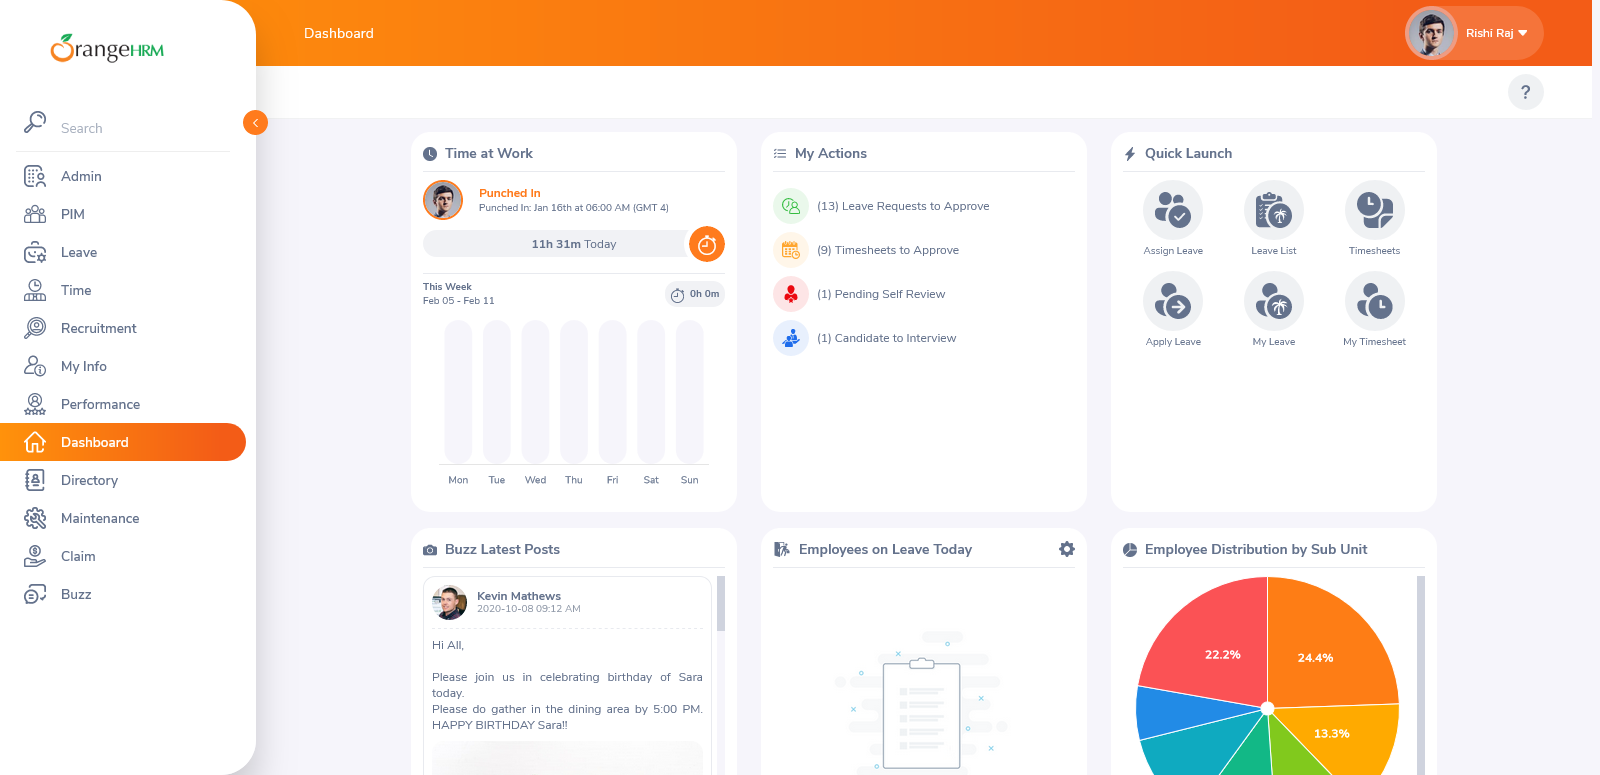 OrangeHRM
Search
Admin
PIM
Leave
Time
Recruitment
My Info
Performance
Dashboard
Directory
Maintenance
Claim
Buzz
Dashboard
Rishi Raj
?
Time at Work
Punched In
Punched In: Jan 16th at 06:00 AM (GMT 4)
11h 31m Today
This Week
Feb 05 - Feb 11
0h 0m
Mon Tue Wed Thu Fri Sat Sun
My Actions
(13) Leave Requests to Approve
(9) Timesheets to Approve
(1) Pending Self Review
(1) Candidate to Interview
Quick Launch
Assign Leave Leave List Timesheets
Apply Leave My Leave My Timesheet
Buzz Latest Posts
Kevin Mathews
2020-10-08 09:12 AM
Hi All,
Please join us in celebrating birthday of Sara
today.
Please do gather in the dining area by 5:00 PM.
HAPPY BIRTHDAY Sara!!
Employees on Leave Today
Employee Distribution by Sub Unit
22.2%
24.4%
13.3%